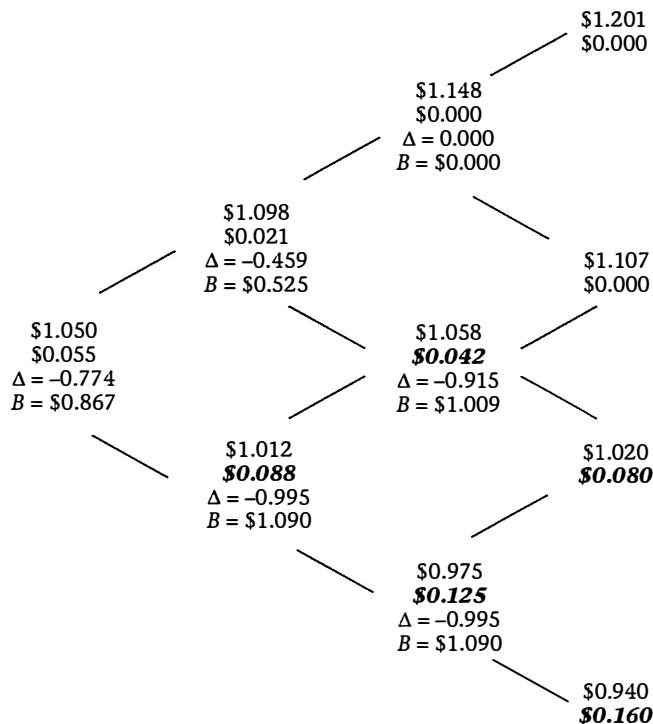 $1.201
$0.000
$1.148
$0.000
Δ = 0.000
B = $0.000
$1.098
$0.021
Δ = –0.459
B = $0.525
$1.107
$0.000
$1.050
$0.055
Δ = –0.774
B = $0.867
$1.058
$0.042
Δ = –0.915
B = $1.009
$1.012
$0.088
Δ = –0.995
B = $1.090
$1.020
$0.080
$0.975
$0.125
Δ = –0.995
B = $1.090
$0.940
$0.160